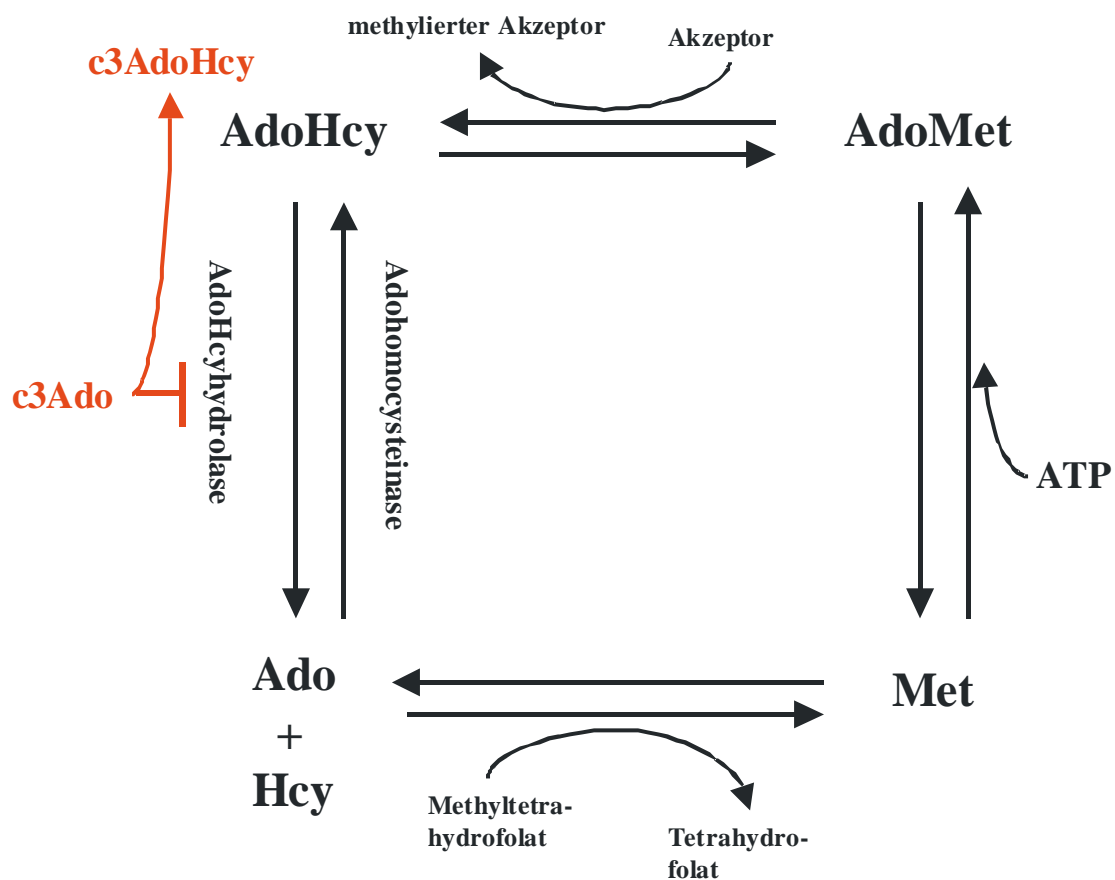 methylierter Akzeptor
Akzeptor
c3AdoHcy
AdoHcy
AdoMet
AdoHcyhydrolase
Adohomocysteinase
c3Ado
ATP
Ado
+
Hcy
Met
Methyltetra-
hydrofolat
Tetrahydro-
folat